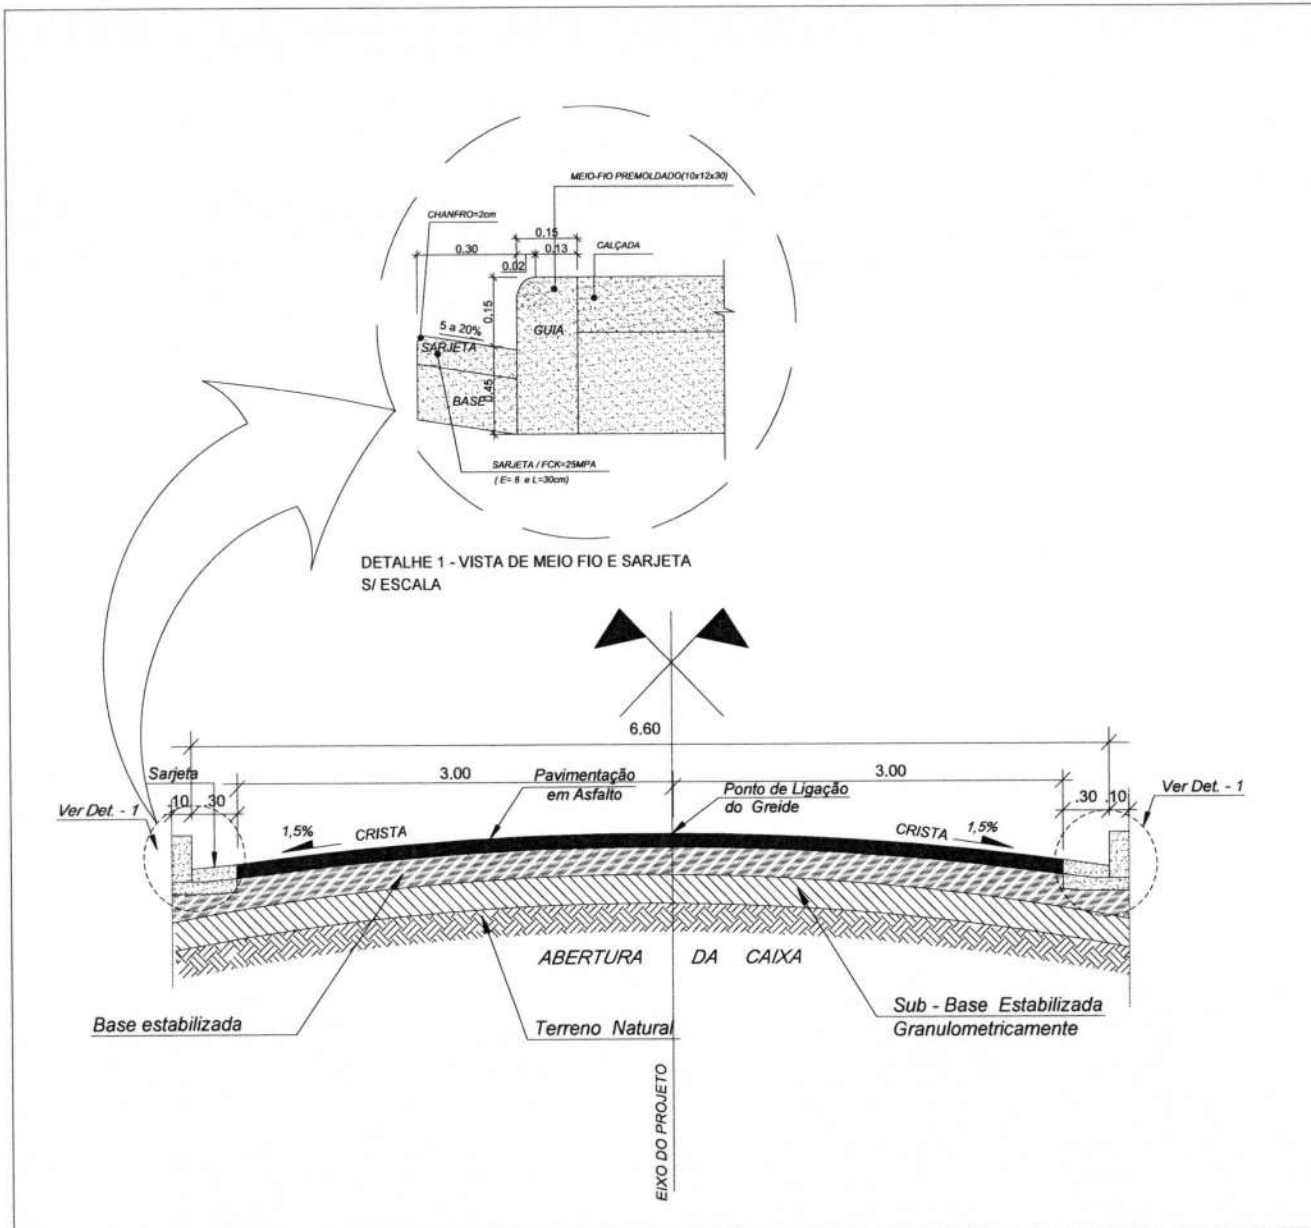 MEIO-FIO PREMOLDADO(10x12x30)
CHANFRO=2cm
0.15
CALÇADA
0.30
0.13
0.02
0.15
5 a 20%
GUIA
SARJETA
0.45
BASE
SARJETA / FCK=25MPA
( E= 8 e L=30cm)
DETALHE 1 - VISTA DE MEIO FIO E SARJETA
S/ ESCALA
6.60
Sarjeta
3.00
Pavimentação
em Asfalto
Ponto de Ligação
do Greide
3.00
Ver Det. - 1
.10
.30
.30
.10
Ver Det. - 1
1,5%
CRISTA
CRISTA
1,5%
ABERTURA DA CAIXA
Base estabilizada
Terreno Natural
Sub - Base Estabilizada
Granulometricamente
EIXO DO PROJETO